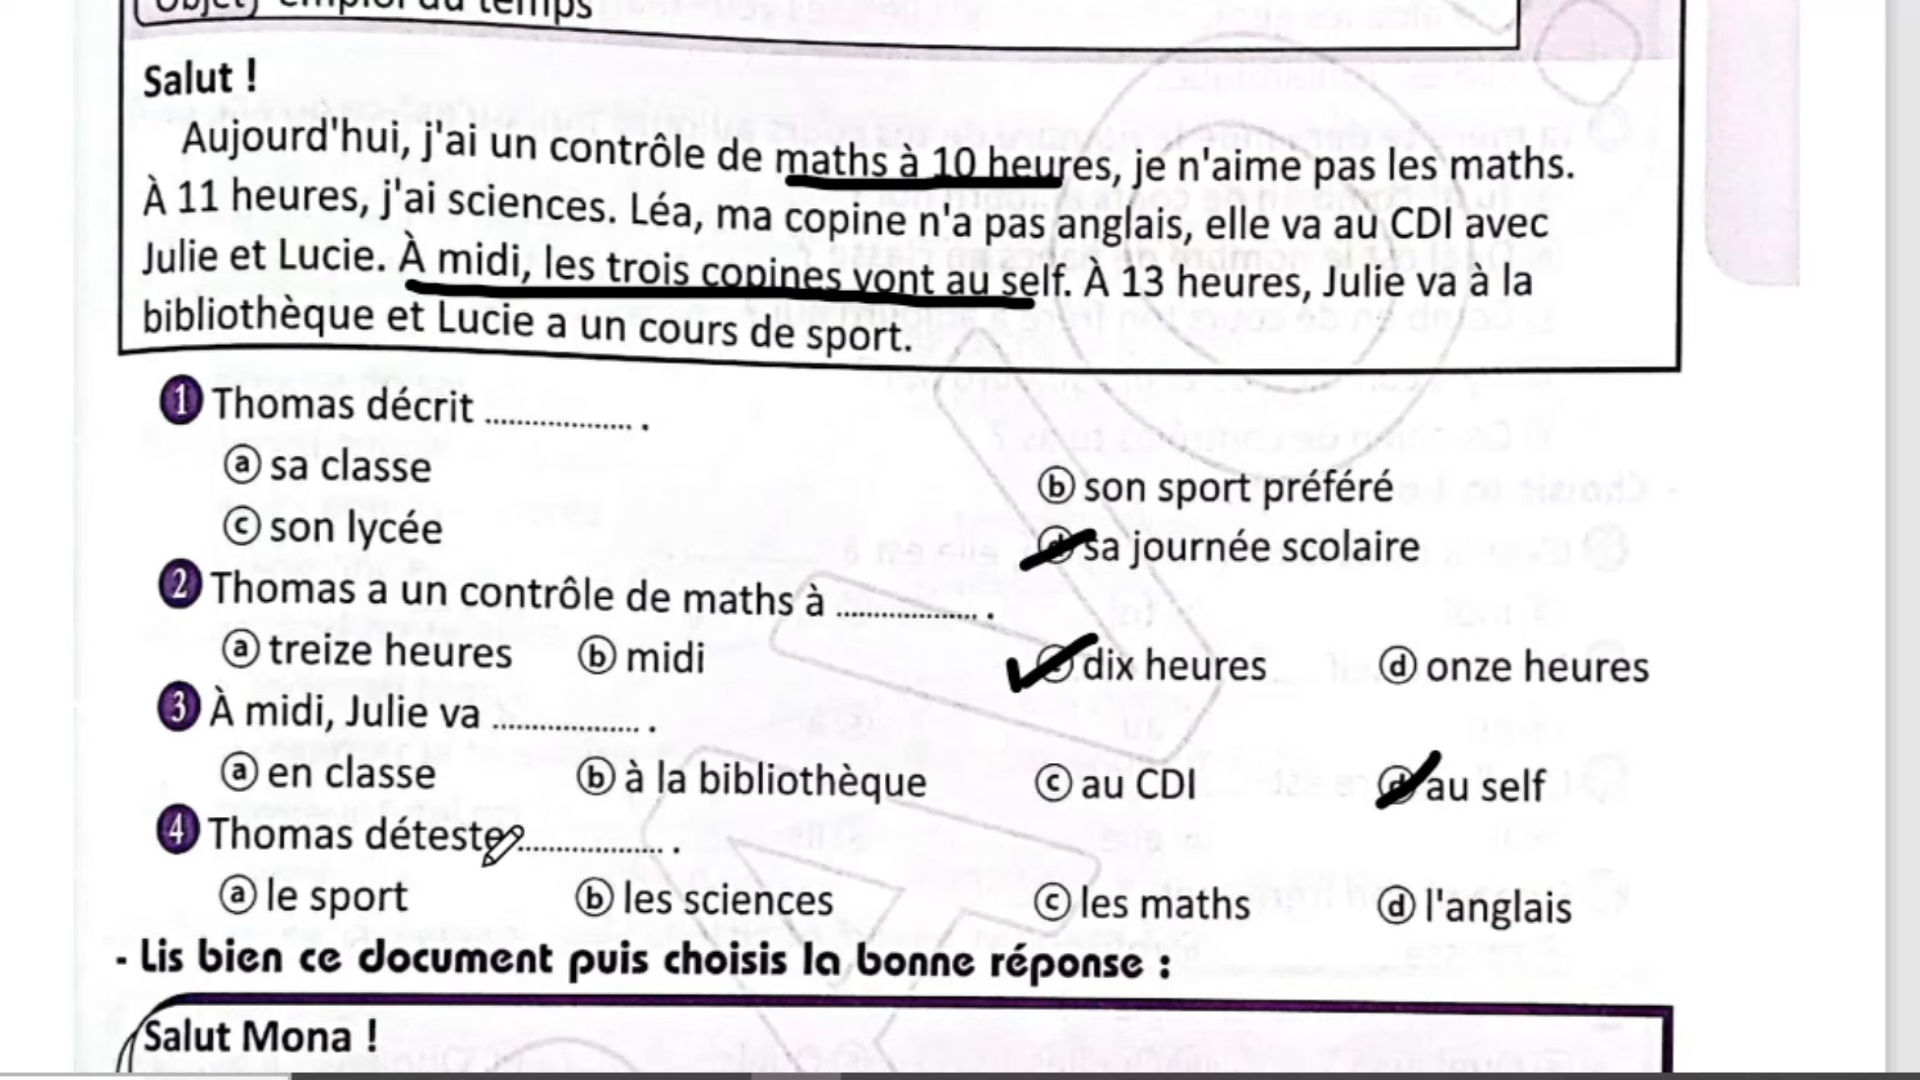 Objet emploi du temps
Salut !
Aujourd'hui, j'ai un contrôle de maths à 10 heures, je n'aime pas les maths.
À 11 heures, j'ai sciences. Léa, ma copine n'a pas anglais, elle va au CDI avec
Julie et Lucie. À midi, les trois copines vont au self. À 13 heures, Julie va à la
bibliothèque et Lucie a un cours de sport.
1 Thomas décrit ................ .
a sa classe b son sport préféré
c son lycée d sa journée scolaire
2 Thomas a un contrôle de maths à ................ .
a treize heures b midi c dix heures d onze heures
3 À midi, Julie va ................ .
a en classe b à la bibliothèque c au CDI d au self
4 Thomas déteste ................ .
a le sport b les sciences c les maths d l'anglais
- Lis bien ce document puis choisis la bonne réponse :
Salut Mona !